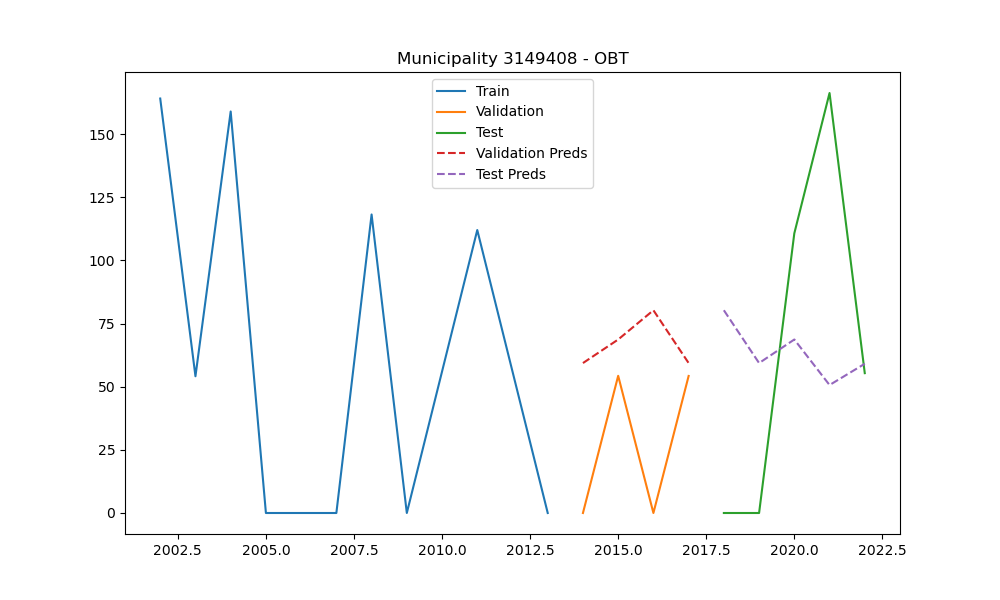 Municipality 3149408 - OBT
Train
Validation
Test
Validation Preds
Test Preds
150
125
100
75
50
25
0
2002.5 2005.0 2007.5 2010.0 2012.5 2015.0 2017.5 2020.0 2022.5